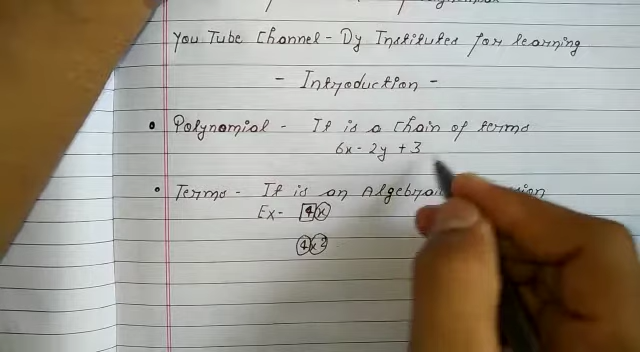 You Tube Channel - Dy Institutes for learning
- Introduction -
• Polynomial - It is a Chain of terms
6x - 2y + 3
• Terms - It is an
Ex - 4x
4x2